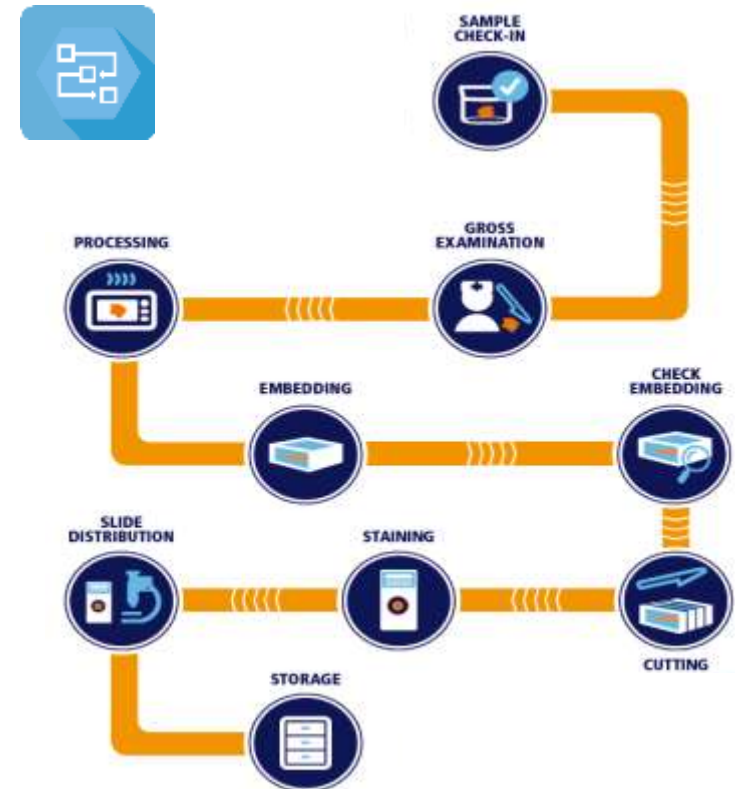 SAMPLE
CHECK-IN
GROSS
EXAMINATION
PROCESSING
EMBEDDING
CHECK
EMBEDDING
SLIDE
DISTRIBUTION
STAINING
CUTTING
STORAGE